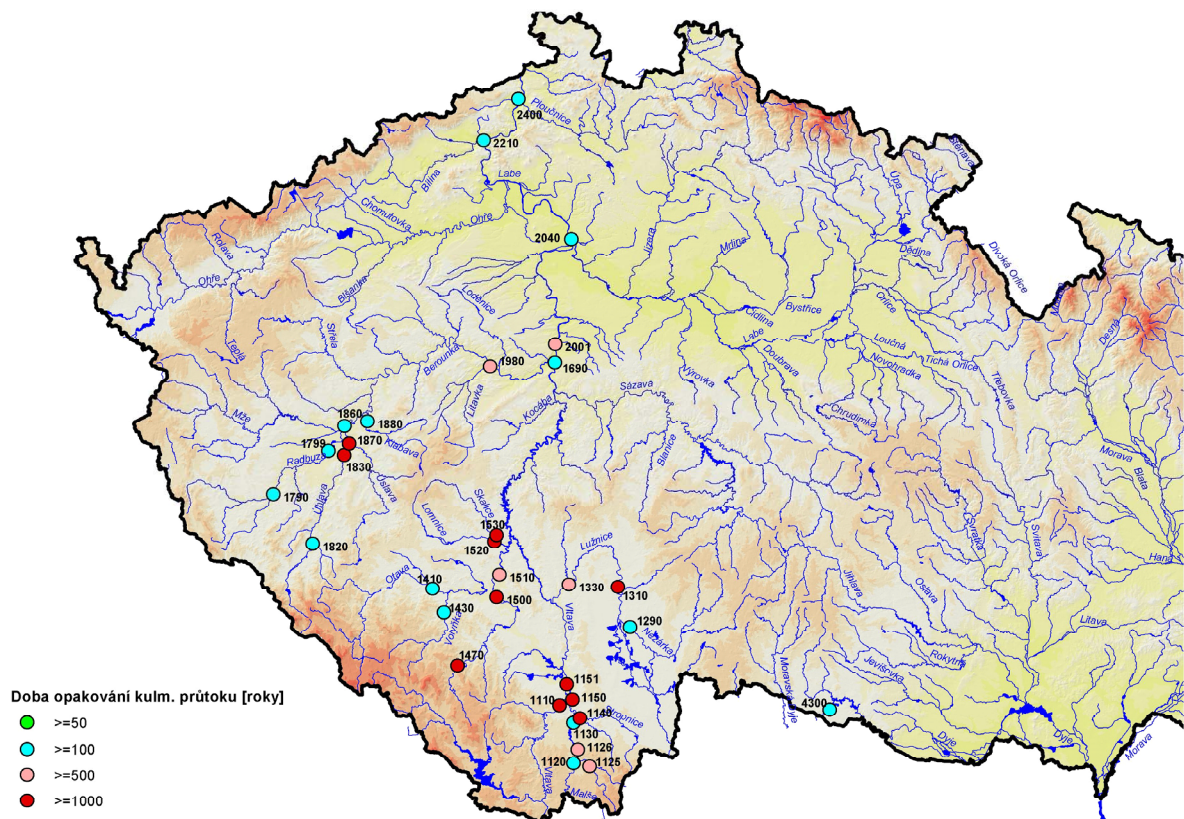 2400
Ploučnice
2210
Bílina
Labe
Chomutovka
Ohře
Rolava
Ohře
2040
Jizera
Mrlina
Úpa
Stěnava
Dědina
Divoká Orlice
Orlice
Desná
Blšanka
Loděnice
Střela
Teplá
Berounka
1980
2001
1690
Cidlina
Bystřice
Labe
Doubrava
Loučná
Tichá Orlice
Novohradka
Třebovka
Výrovka
Sázava
Litavka
Kocába
Chrudimka
Mže
1860
1880
1799
1870
Klabava
Radbuza
1830
Blanice
Morava
Blata
1790
Úhlava
Úslava
Skalice
Lomnice
1530
1520
Lužnice
Svratka
Svitava
Haná
1820
Otava
1410
1510
1330
1310
Jihlava
Oslava
1430
1500
Vltava
1290
Nežárka
Litava
Volyňka
1470
Rokytná
Jevišovka
Moravská Dyje
1151
1110
1150
1140
Stropnice
1130
4300
Dyje
Dyje
Morava
1126
1120
1125
Vltava
Malše
Doba opakování kulm. průtoku [roky]
>=50
>=100
>=500
>=1000